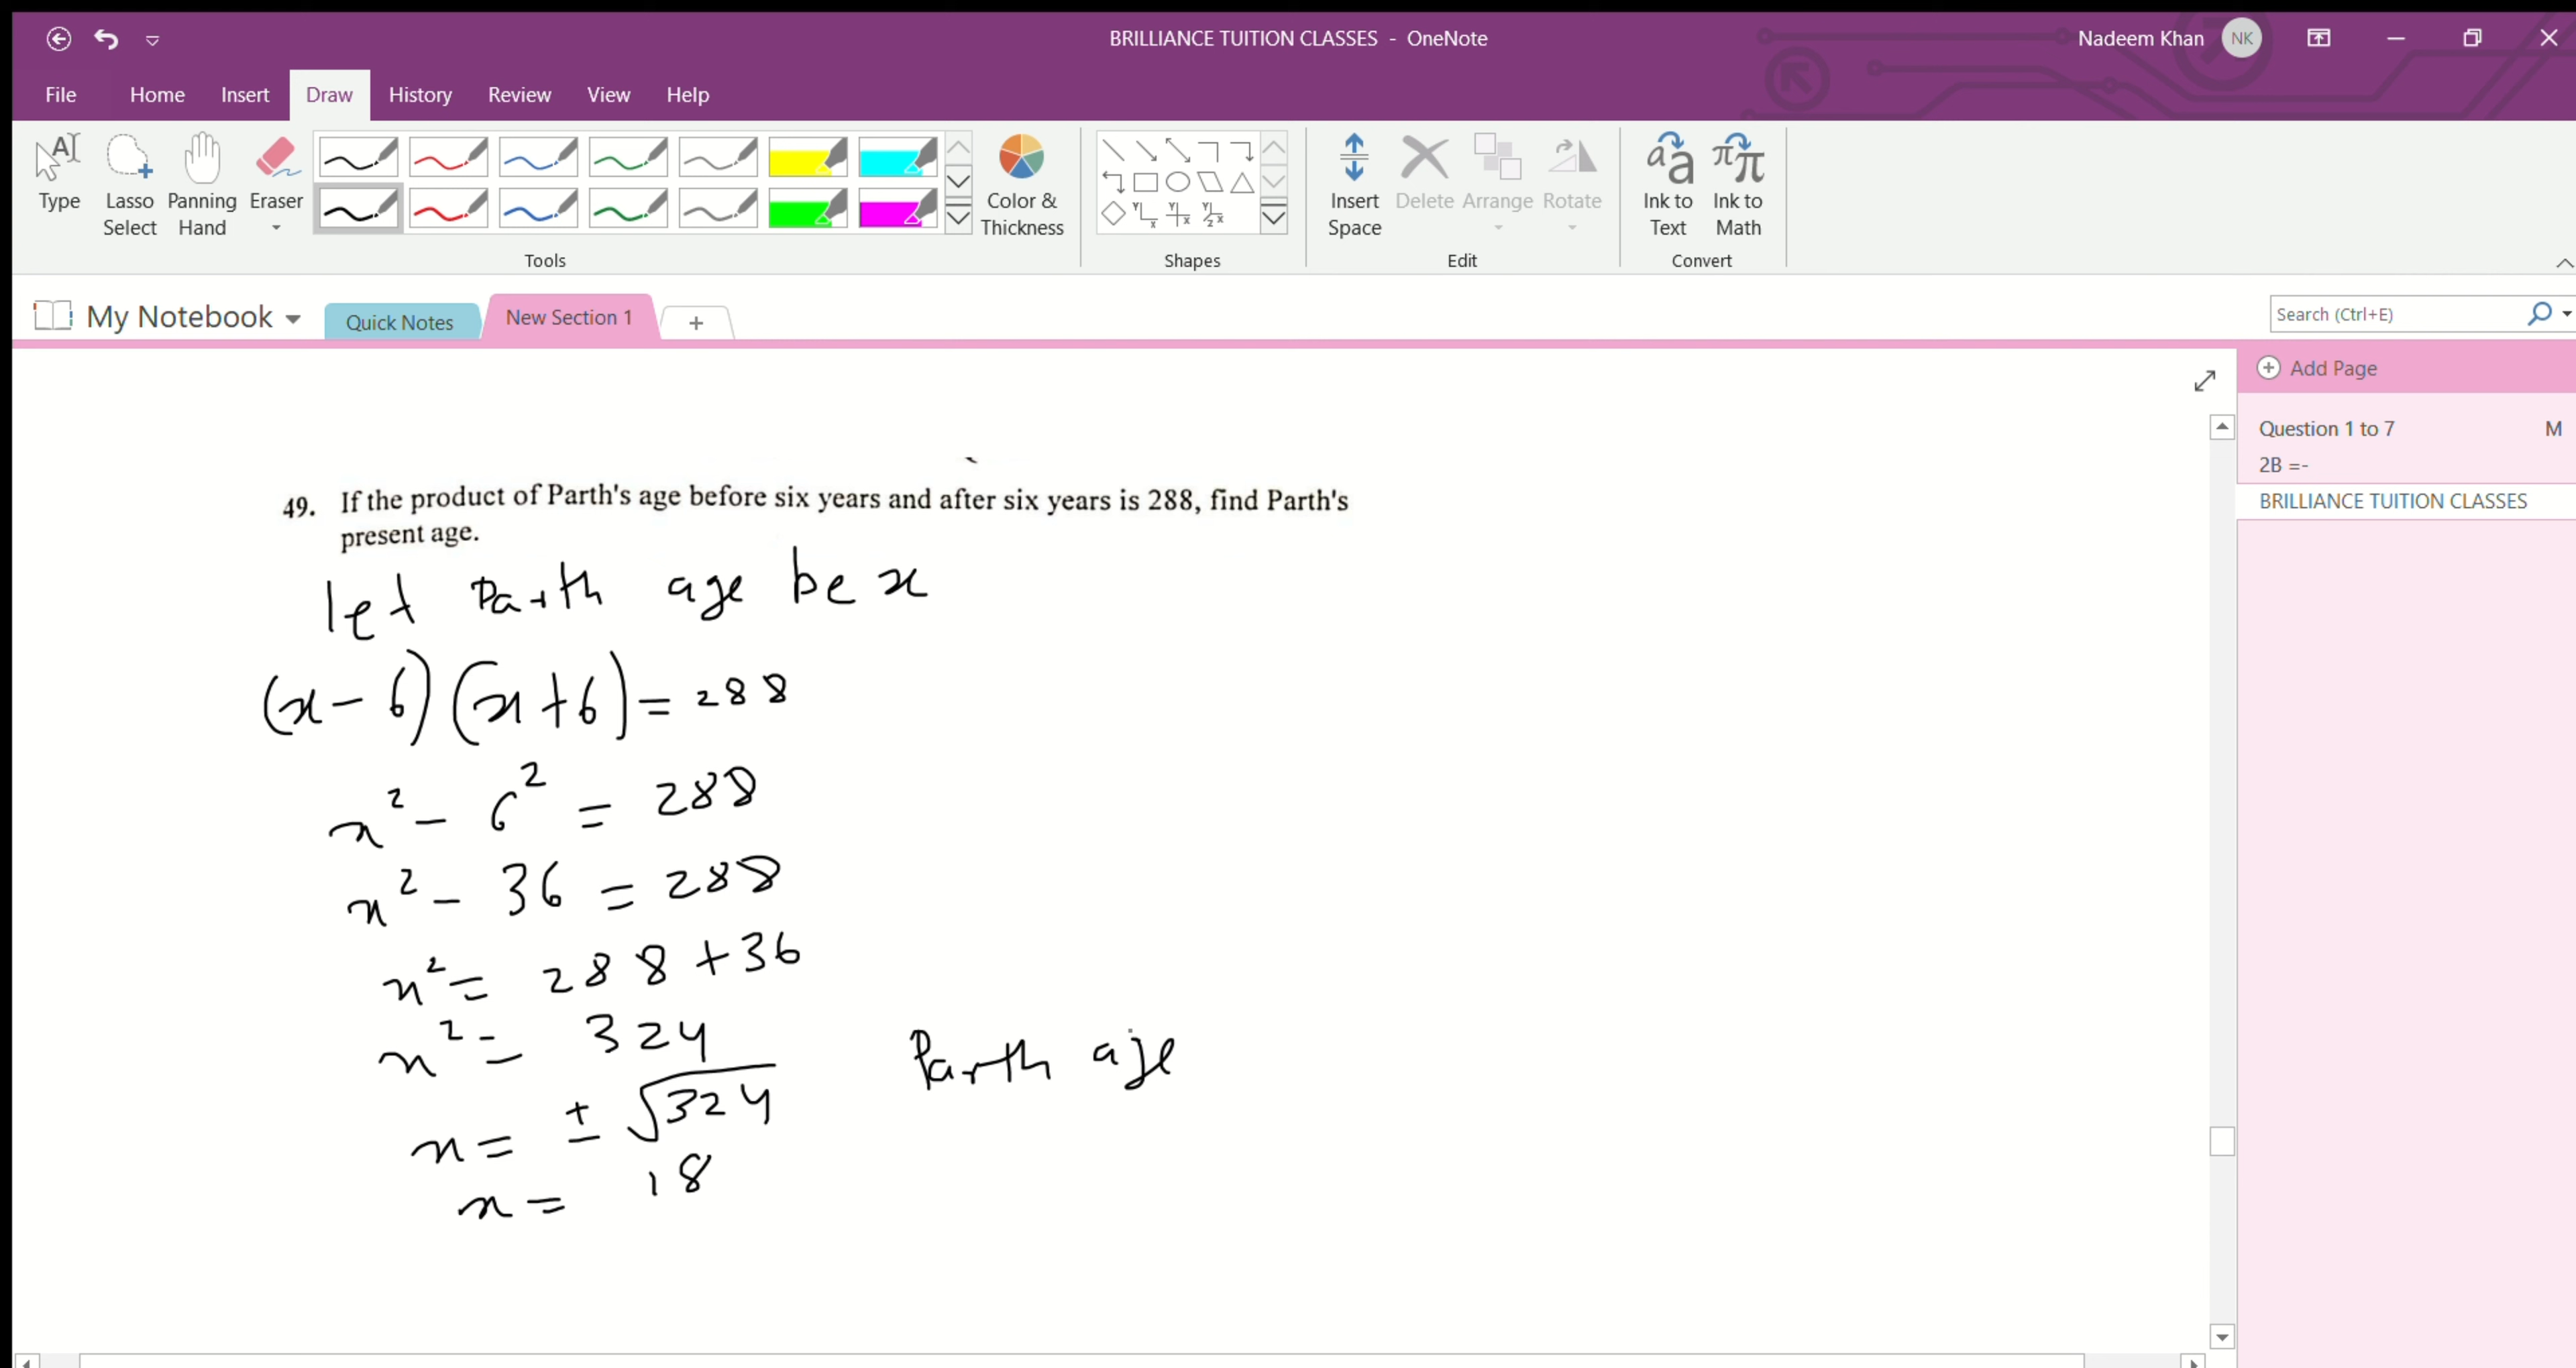 BRILLIANCE TUITION CLASSES - OneNote
Nadeem Khan NK
File Home Insert Draw History Review View Help
Type Lasso Select Panning Hand Eraser
Color & Thickness
Insert Space Delete Arrange Rotate
Ink to Text Ink to Math
Tools Shapes Edit Convert
My Notebook Quick Notes New Section 1 +
Search (Ctrl+E)
Add Page
Question 1 to 7 M
2B =-
BRILLIANCE TUITION CLASSES
49. If the product of Parth's age before six years and after six years is 288, find Parth's
present age.
let Parth age be x
(x - 6) (x + 6) = 288
x² - 6² = 288
x² - 36 = 288
x² = 288 + 36
x² = 324
x = ± √324
x = 18
Parth age